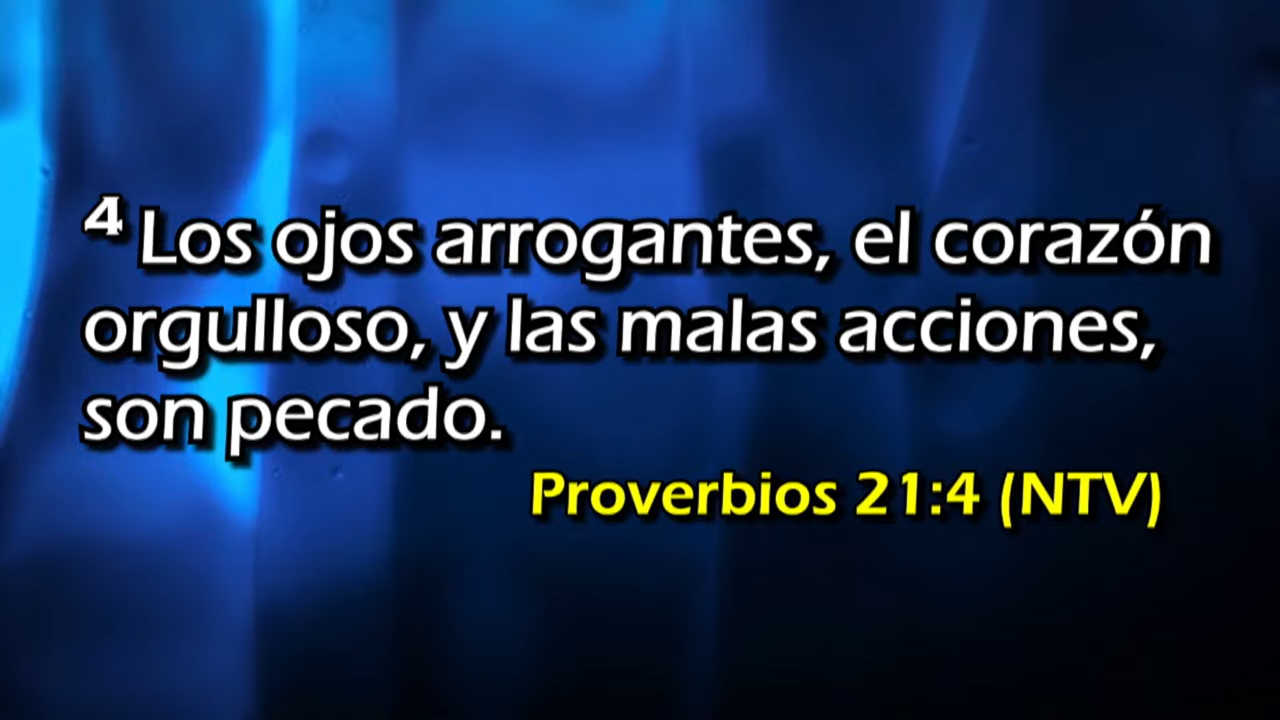 4 Los ojos arrogantes, el corazón
orgulloso, y las malas acciones,
son pecado.
Proverbios 21:4 (NTV)